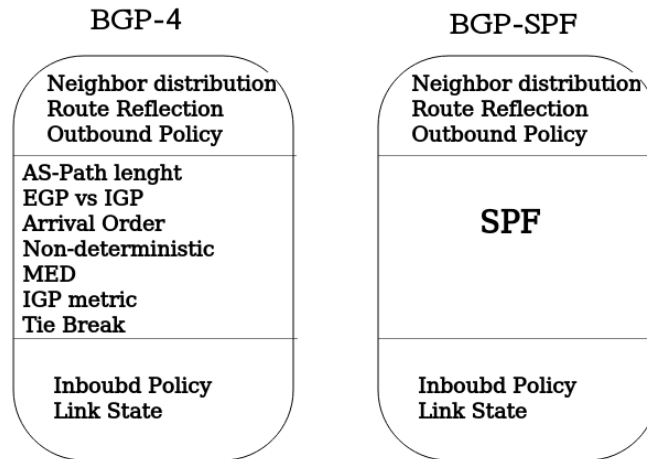 BGP-4
Neighbor distribution
Route Reflection
Outbound Policy
AS-Path lenght
EGP vs IGP
Arrival Order
Non-deterministic
MED
IGP metric
Tie Break
Inboubd Policy
Link State
BGP-SPF
Neighbor distribution
Route Reflection
Outbound Policy
SPF
Inboubd Policy
Link State